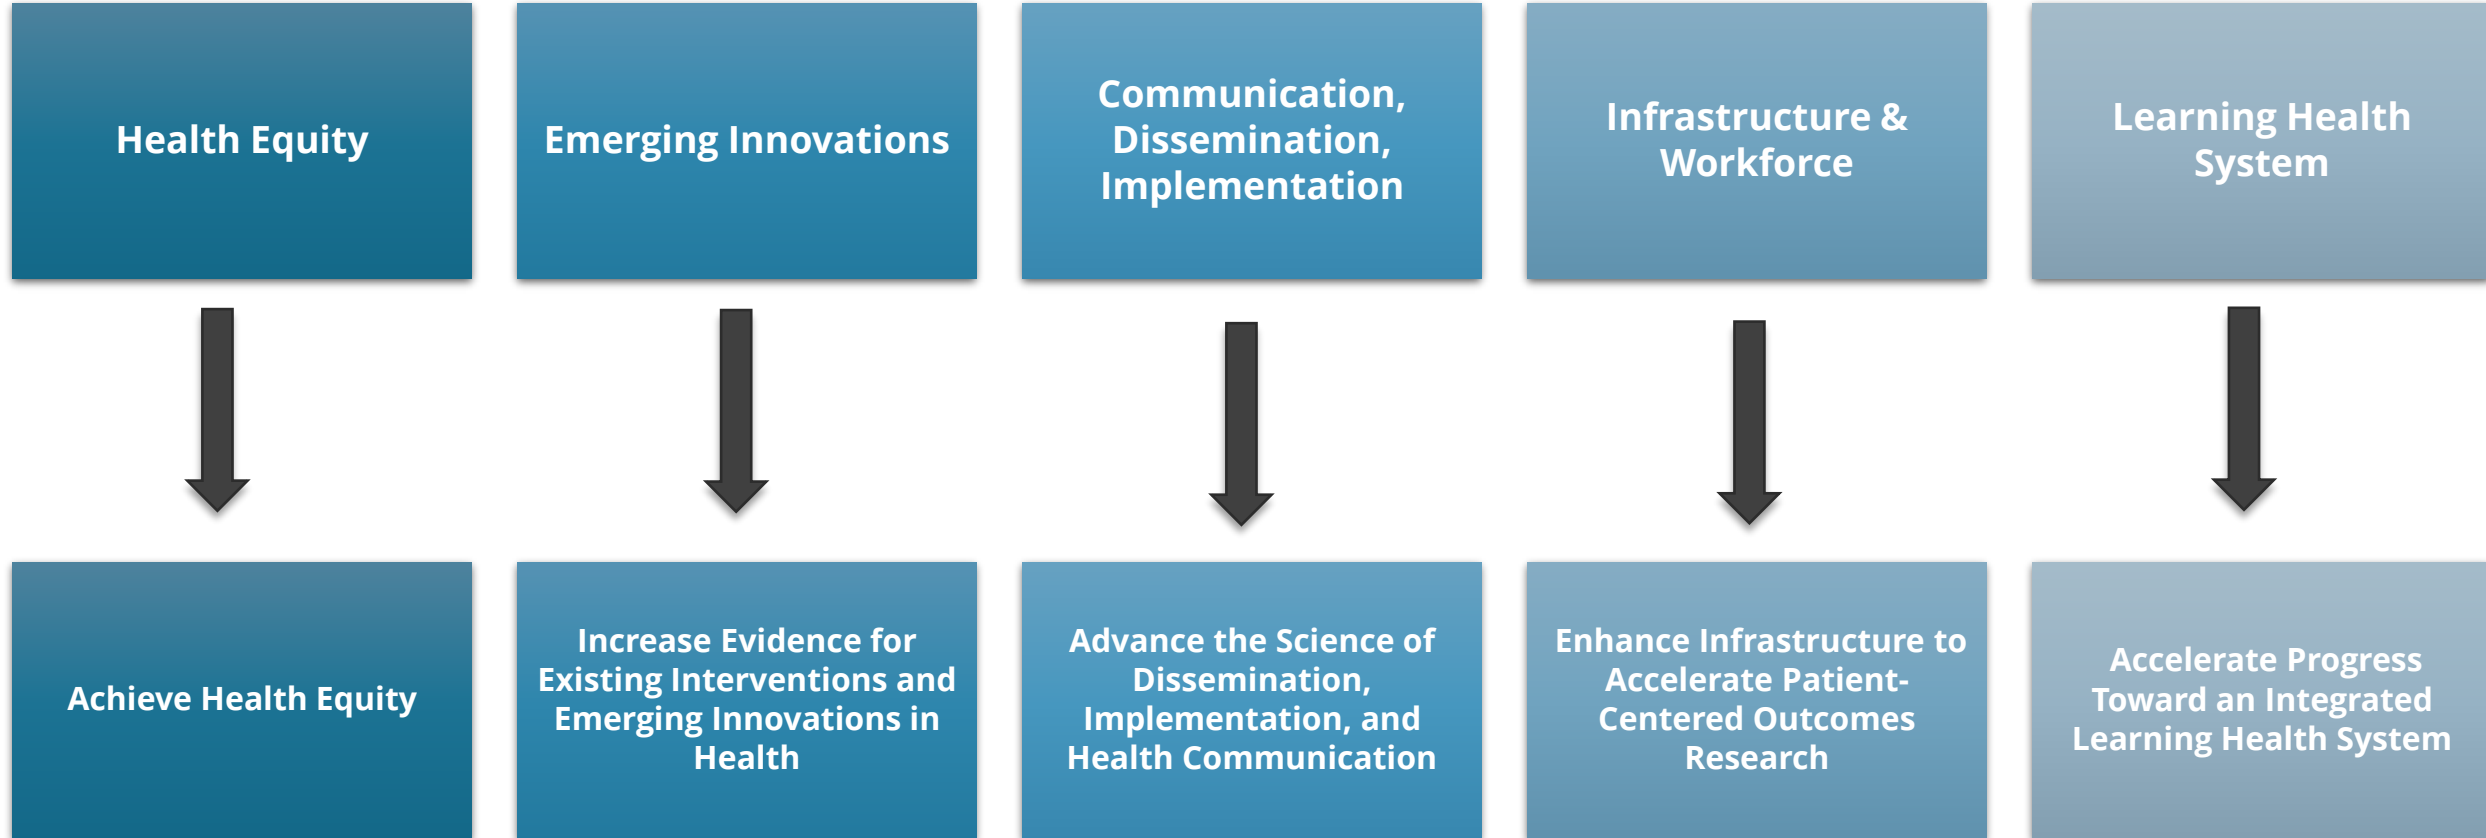 Health Equity
Emerging Innovations
Communication,
Dissemination,
Implementation
Infrastructure &
Workforce
Learning Health
System
Achieve Health Equity
Increase Evidence for
Existing Interventions and
Emerging Innovations in
Health
Advance the Science of
Dissemination,
Implementation, and
Health Communication
Enhance Infrastructure to
Accelerate Patient-
Centered Outcomes
Research
Accelerate Progress
Toward an Integrated
Learning Health System